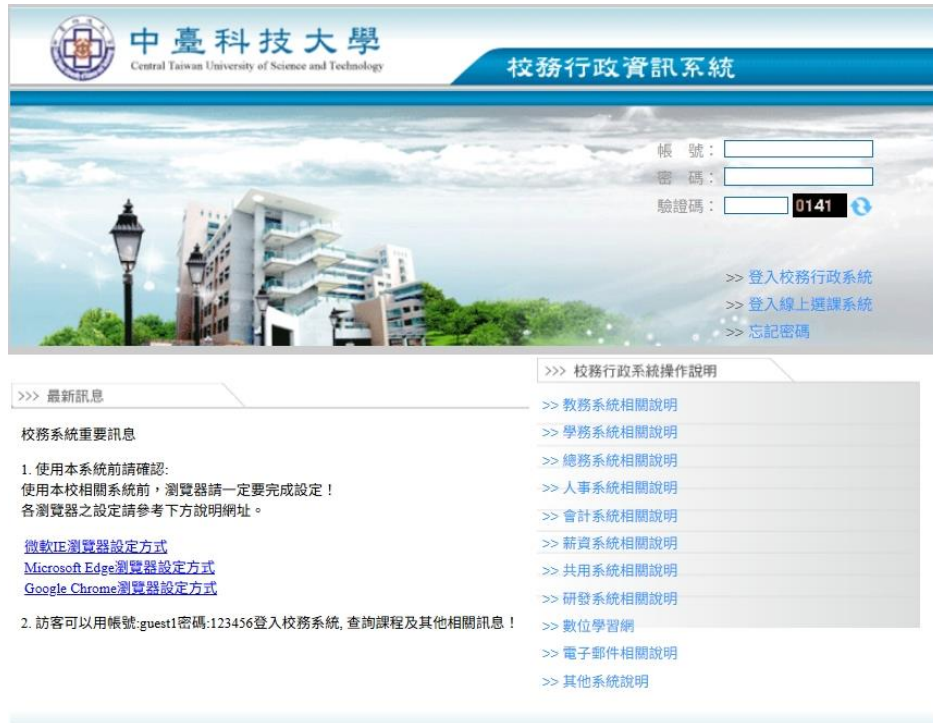 中臺科技大學
Central Taiwan University of Science and Technology
校務行政資訊系統
帳 號：
密 碼：
驗證碼： 0141
>> 登入校務行政系統
>> 登入線上選課系統
>> 忘記密碼
>>> 最新訊息
校務系統重要訊息
1. 使用本系統前請確認:
使用本校相關系統前，瀏覽器請一定要完成設定！
各瀏覽器之設定請參考下方說明網址。
微軟IE瀏覽器設定方式
Microsoft Edge瀏覽器設定方式
Google Chrome瀏覽器設定方式
2. 訪客可以用帳號:guest1密碼:123456登入校務系統, 查詢課程及其他相關訊息！
>>> 校務行政系統操作說明
>> 教務系統相關說明
>> 學務系統相關說明
>> 總務系統相關說明
>> 人事系統相關說明
>> 會計系統相關說明
>> 薪資系統相關說明
>> 共用系統相關說明
>> 研發系統相關說明
>> 數位學習網
>> 電子郵件相關說明
>> 其他系統說明